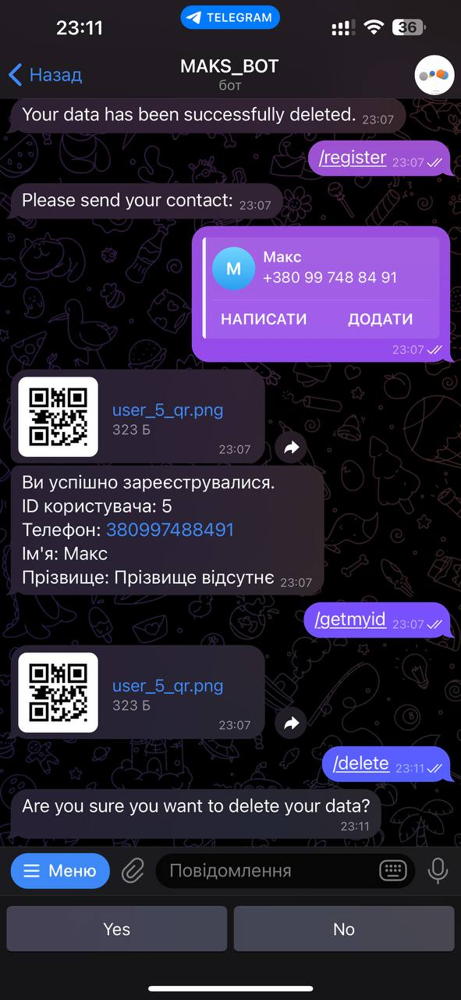 23:11
TELEGRAM
36
Назад
MAKS_BOT
бот
Your data has been successfully deleted. 23:07
/register 23:07
Please send your contact: 23:07
М
Макс
+380 99 748 84 91
НАПИСАТИ ДОДАТИ
23:07
user_5_qr.png
323 Б
23:07
Ви успішно зареєструвалися.
ID користувача: 5
Телефон: 380997488491
Ім'я: Макс
Прізвище: Прізвище відсутнє 23:07
/getmyid 23:07
user_5_qr.png
323 Б
23:07
/delete 23:11
Are you sure you want to delete your data?
23:11
Меню
Повідомлення
Yes No